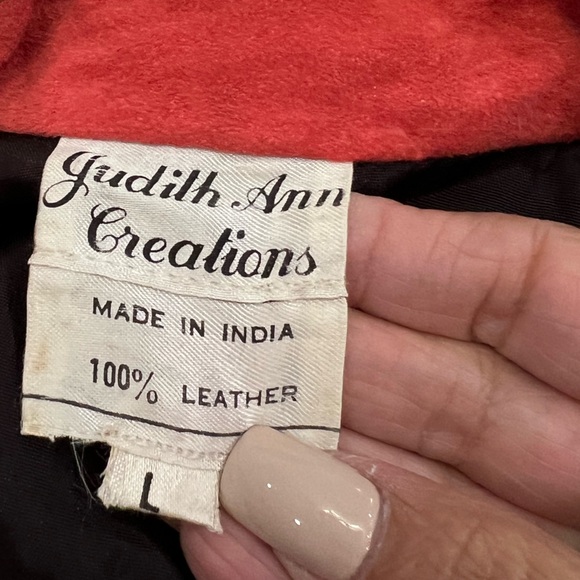 Judith Ann
Creations
MADE IN INDIA
100% LEATHER
L